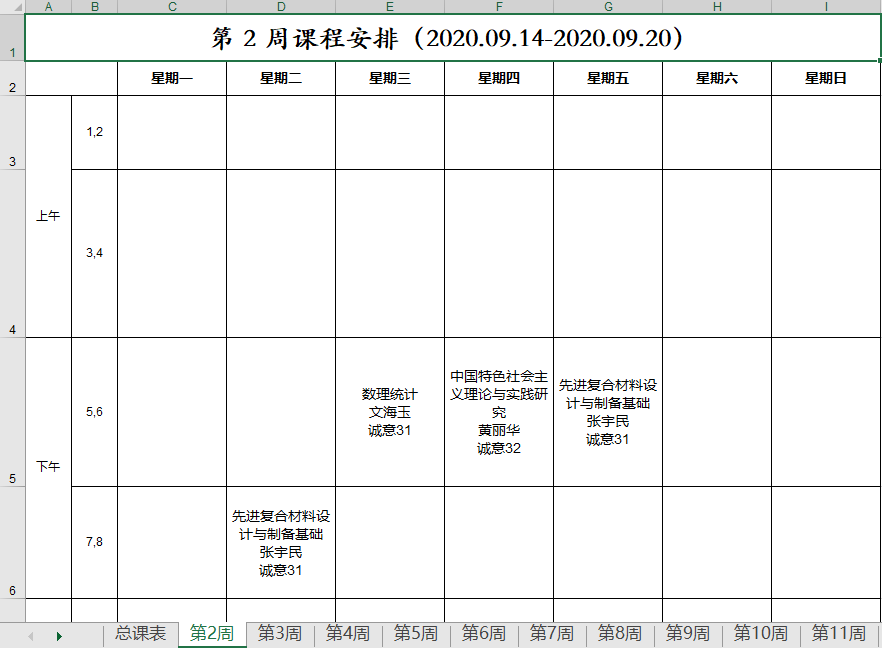 A B C D E F G H I
1 第 2 周课程安排（2020.09.14-2020.09.20）
2 星期一 星期二 星期三 星期四 星期五 星期六 星期日
1,2
3
上午
3,4
4
5,6
数理统计
文海玉
诚意31
中国特色社会主
义理论与实践研
究
黄丽华
诚意32
先进复合材料设
计与制备基础
张宇民
诚意31
下午
5
7,8
先进复合材料设
计与制备基础
张宇民
诚意31
6
总课表 第2周 第3周 第4周 第5周 第6周 第7周 第8周 第9周 第10周 第11周